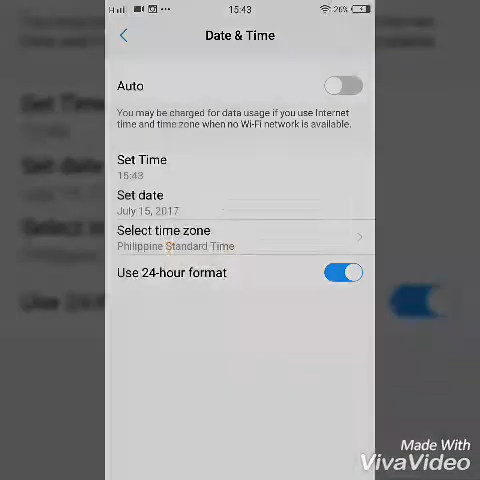 H
15:43
26%
Date & Time
Auto
You may be charged for data usage if you use Internet
time and time zone when no Wi-Fi network is available.
Set Time
15:43
Set date
July 15, 2017
Select time zone
Philippine Standard Time
Use 24-hour format
Made With
VivaVideo